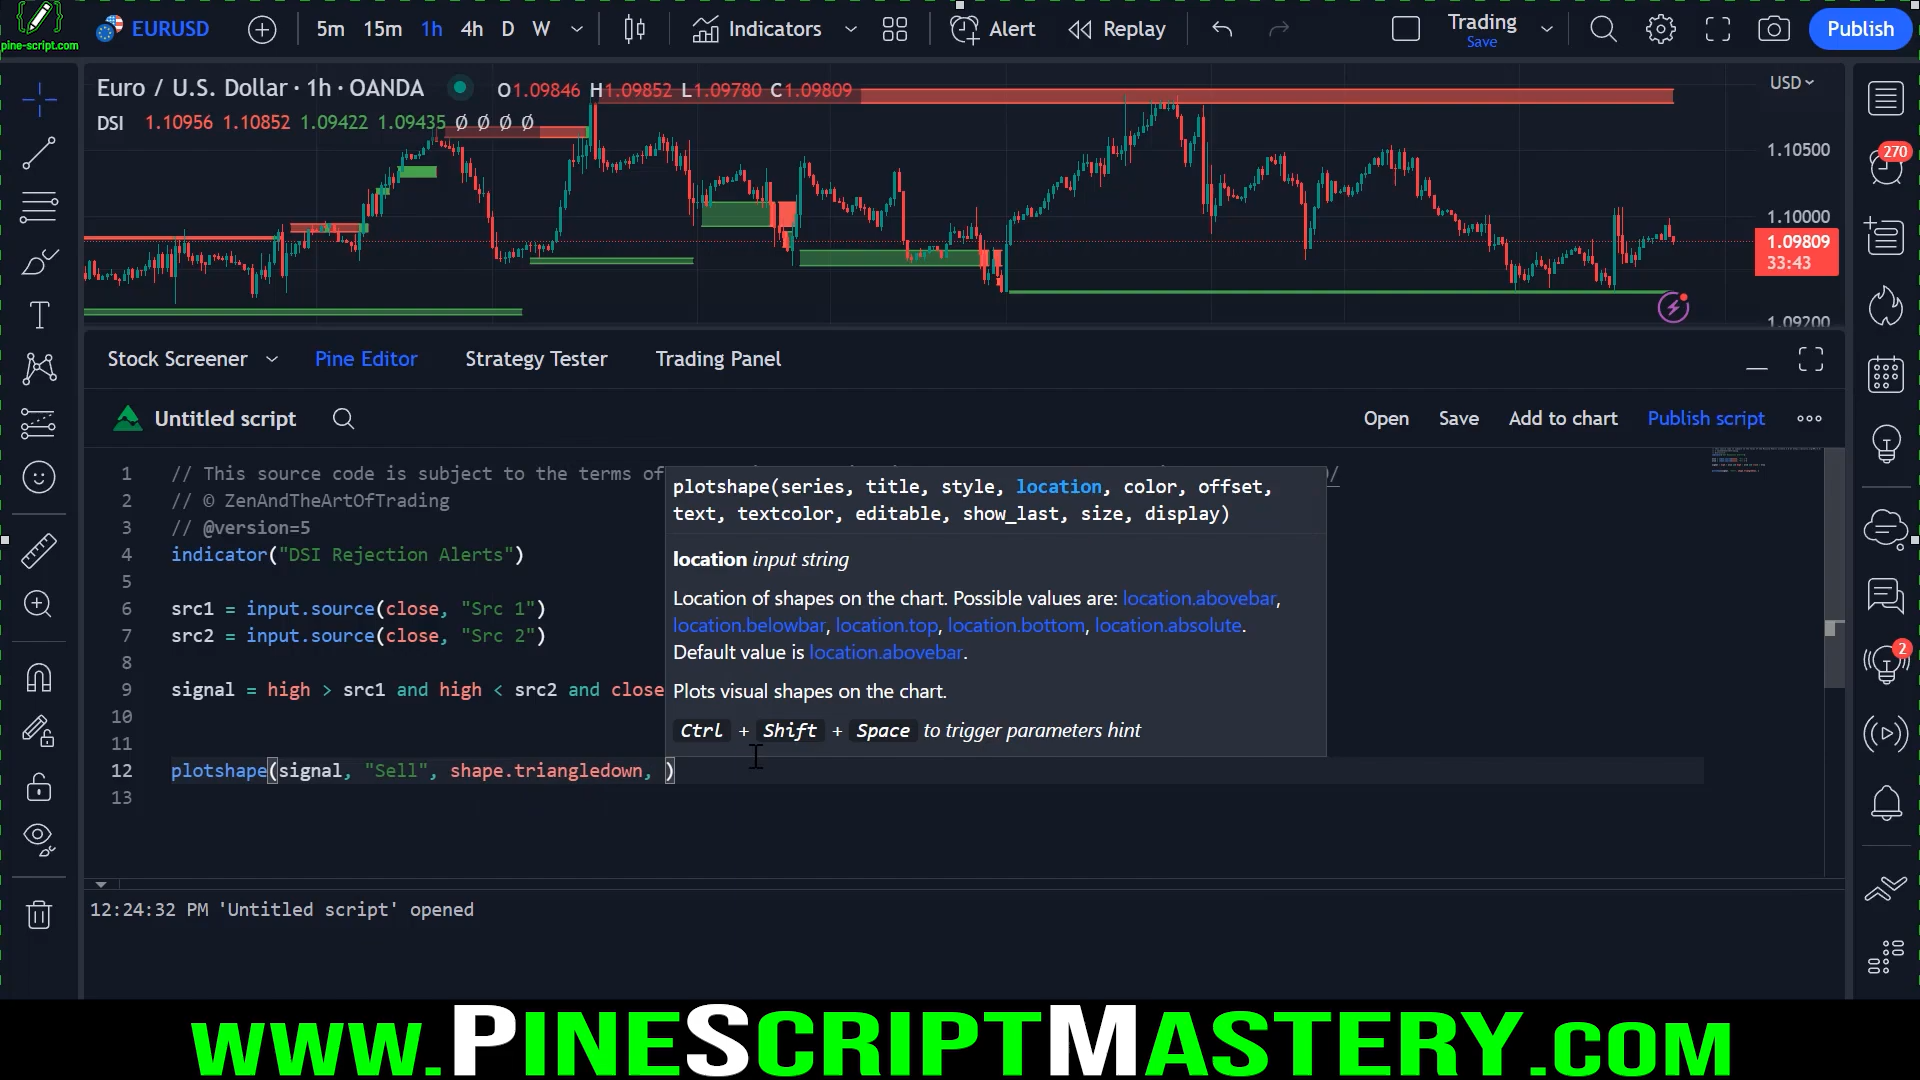 pine-script.com
EURUSD
5m 15m 1h 4h D W
Indicators
Alert
Replay
Trading
Save
Publish
Euro / U.S. Dollar · 1h · OANDA
O1.09846 H1.09852 L1.09780 C1.09809
USD
DSI 1.10956 1.10852 1.09422 1.09435 Ø Ø Ø Ø
1.10500
1.10000
1.09809
33:43
1.09200
270
2
Stock Screener
Pine Editor
Strategy Tester
Trading Panel
Untitled script
Open
Save
Add to chart
Publish script
1 // This source code is subject to the terms of
2 // © ZenAndTheArtOfTrading
3 // @version=5
4 indicator("DSI Rejection Alerts")
5
6 src1 = input.source(close, "Src 1")
7 src2 = input.source(close, "Src 2")
8
9 signal = high > src1 and high < src2 and close
10
11
12 plotshape(signal, "Sell", shape.triangledown, )
13
plotshape(series, title, style, location, color, offset,
text, textcolor, editable, show_last, size, display)
location input string
Location of shapes on the chart. Possible values are: location.abovebar,
location.belowbar, location.top, location.bottom, location.absolute.
Default value is location.abovebar.
Plots visual shapes on the chart.
Ctrl + Shift + Space to trigger parameters hint
12:24:32 PM 'Untitled script' opened
www.PineScriptMastery.com